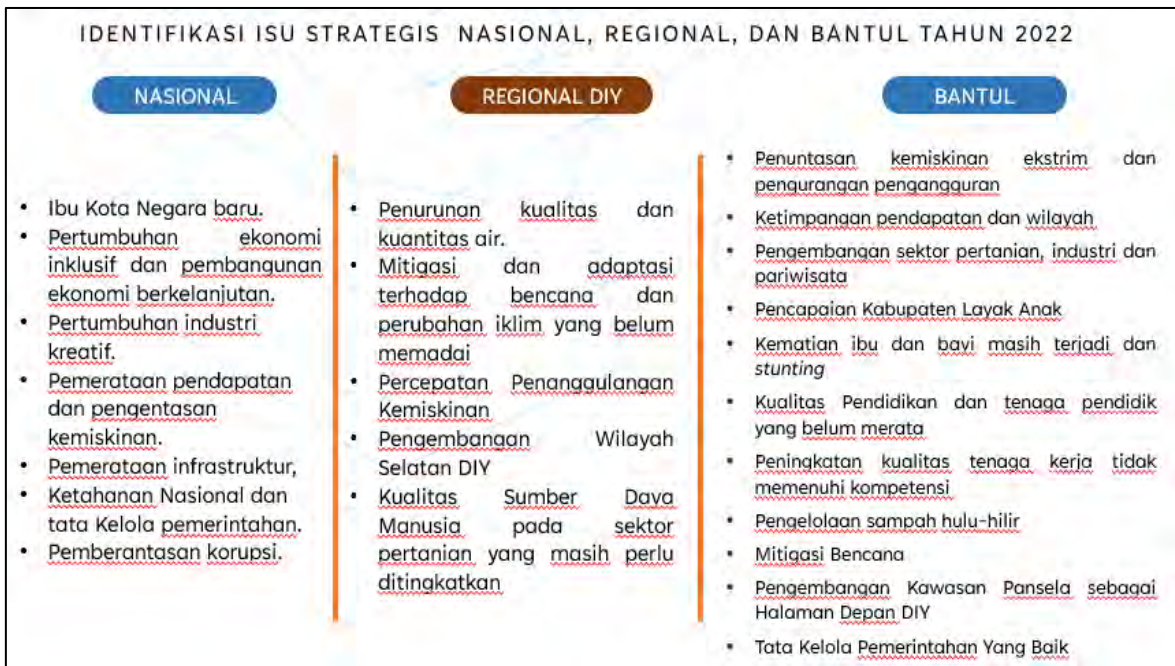 IDENTIFIKASI ISU STRATEGIS NASIONAL, REGIONAL, DAN BANTUL TAHUN 2022
NASIONAL
• Ibu Kota Negara baru.
• Pertumbuhan ekonomi
inklusif dan pembangunan
ekonomi berkelanjutan.
• Pertumbuhan industri
kreatif.
• Pemerataan pendapatan
dan pengentasan
kemiskinan.
• Pemerataan infrastruktur,
• Ketahanan Nasional dan
tata Kelola pemerintahan.
• Pemberantasan korupsi.
REGIONAL DIY
• Penurunan kualitas dan
kuantitas air.
• Mitigasi dan adaptasi
terhadap bencana dan
perubahan iklim yang belum
memadai
• Percepatan Penanggulangan
Kemiskinan
• Pengembangan Wilayah
Selatan DIY
• Kualitas Sumber Daya
Manusia pada sektor
pertanian yang masih perlu
ditingkatkan
BANTUL
• Penuntasan kemiskinan ekstrim dan
pengurangan pengangguran
• Ketimpangan pendapatan dan wilayah
• Pengembangan sektor pertanian, industri dan
pariwisata
• Pencapaian Kabupaten Layak Anak
• Kematian ibu dan bayi masih terjadi dan
stunting
• Kualitas Pendidikan dan tenaga pendidik
yang belum merata
• Peningkatan kualitas tenaga kerja tidak
memenuhi kompetensi
• Pengelolaan sampah hulu-hilir
• Mitigasi Bencana
• Pengembangan Kawasan Pansela sebagai
Halaman Depan DIY
• Tata Kelola Pemerintahan Yang Baik